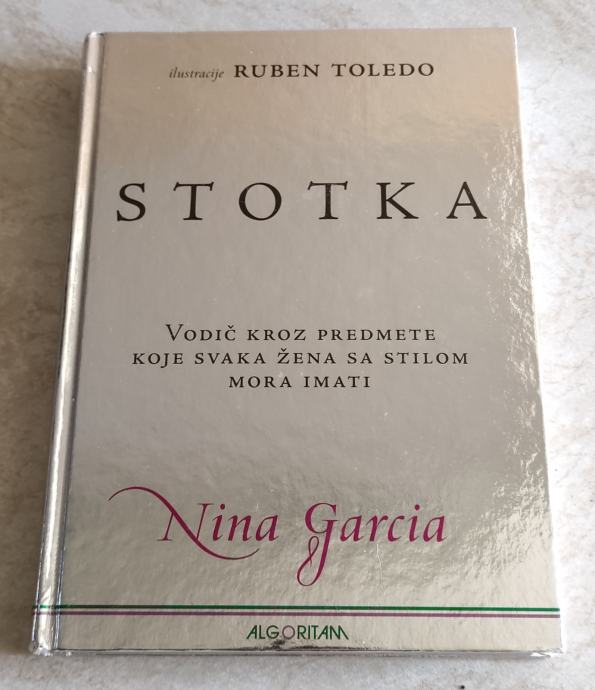 ilustracije RUBEN TOLEDO
STOTKA
VODIČ KROZ PREDMETE
KOJE SVAKA ŽENA SA STILOM
MORA IMATI
Nina Garcia
ALGORITAM